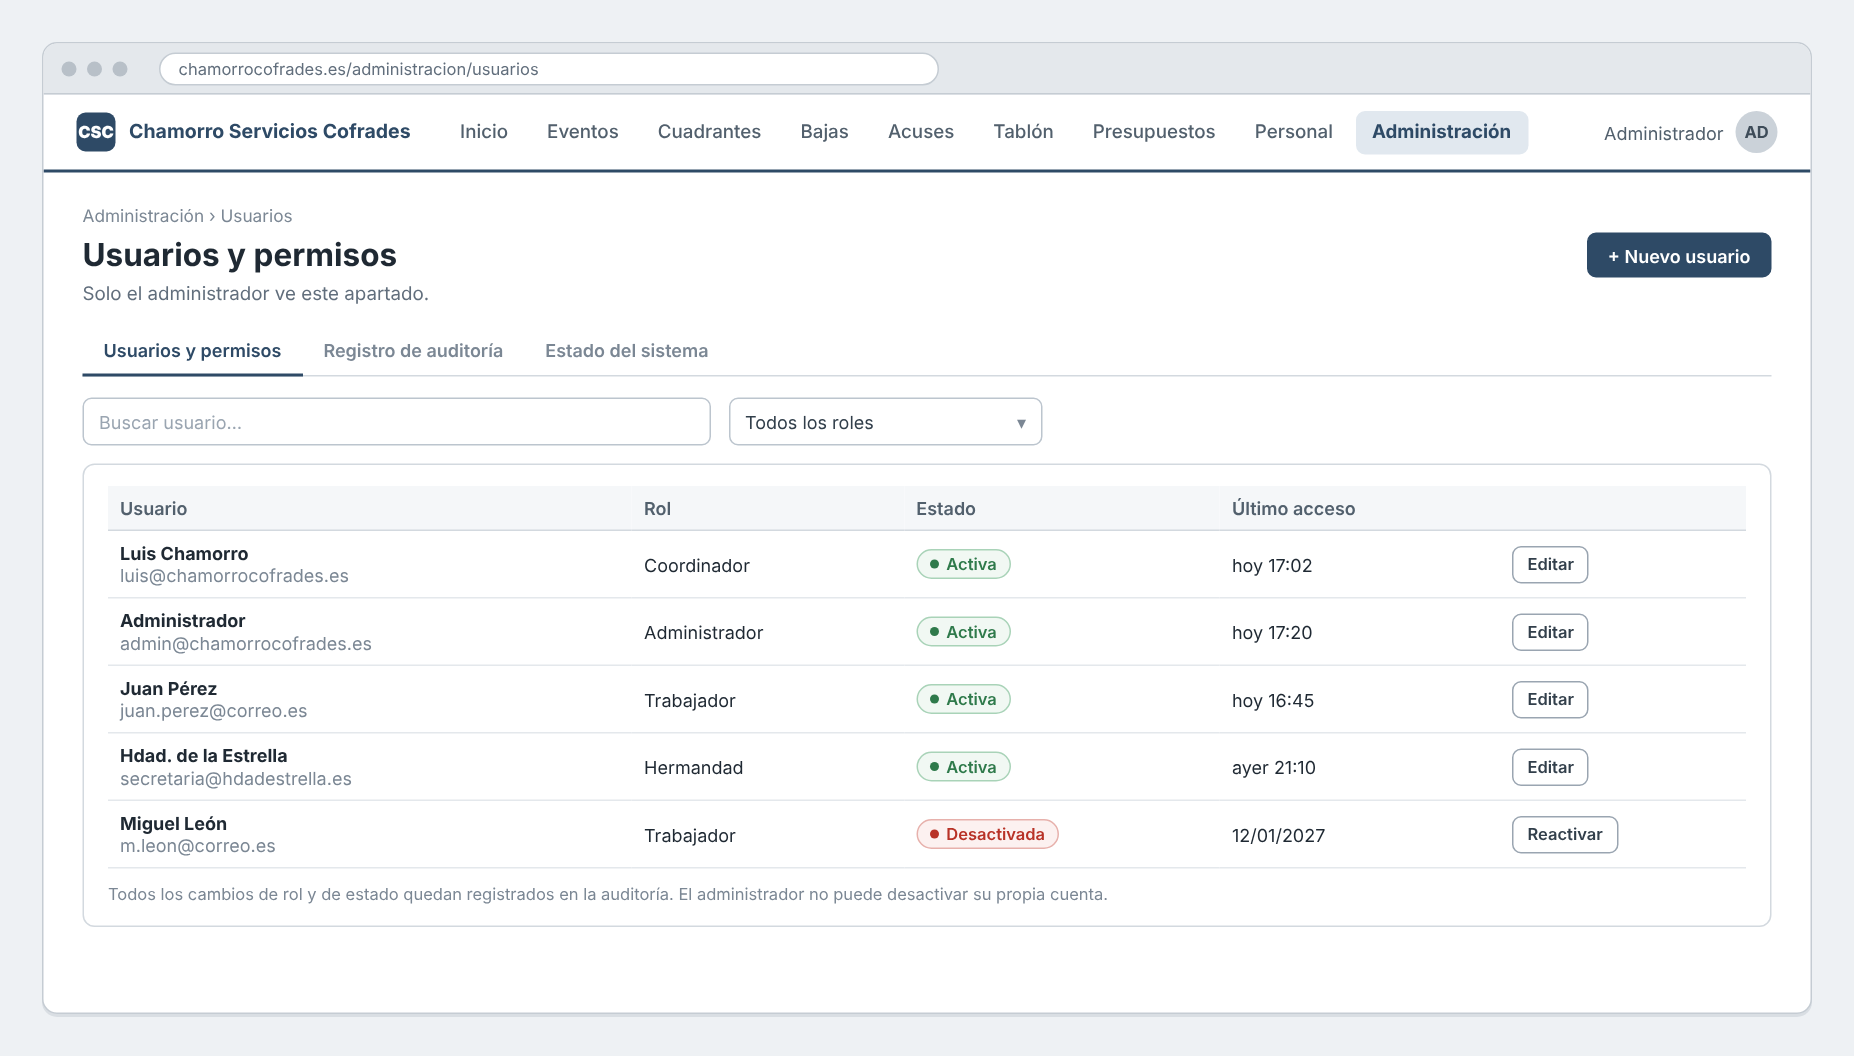 chamorrocofrades.es/administracion/usuarios
CSC Chamorro Servicios Cofrades Inicio Eventos Cuadrantes Bajas Acuses Tablón Presupuestos Personal Administración Administrador AD
Administración › Usuarios
Usuarios y permisos
+ Nuevo usuario
Solo el administrador ve este apartado.
Usuarios y permisos Registro de auditoría Estado del sistema
Buscar usuario... Todos los roles ▾
Usuario Rol Estado Último acceso
Luis Chamorro
luis@chamorrocofrades.es
Coordinador Activa hoy 17:02 Editar
Administrador
admin@chamorrocofrades.es
Administrador Activa hoy 17:20 Editar
Juan Pérez
juan.perez@correo.es
Trabajador Activa hoy 16:45 Editar
Hdad. de la Estrella
secretaria@hdadestrella.es
Hermandad Activa ayer 21:10 Editar
Miguel León
m.leon@correo.es
Trabajador Desactivada 12/01/2027 Reactivar
Todos los cambios de rol y de estado quedan registrados en la auditoría. El administrador no puede desactivar su propia cuenta.